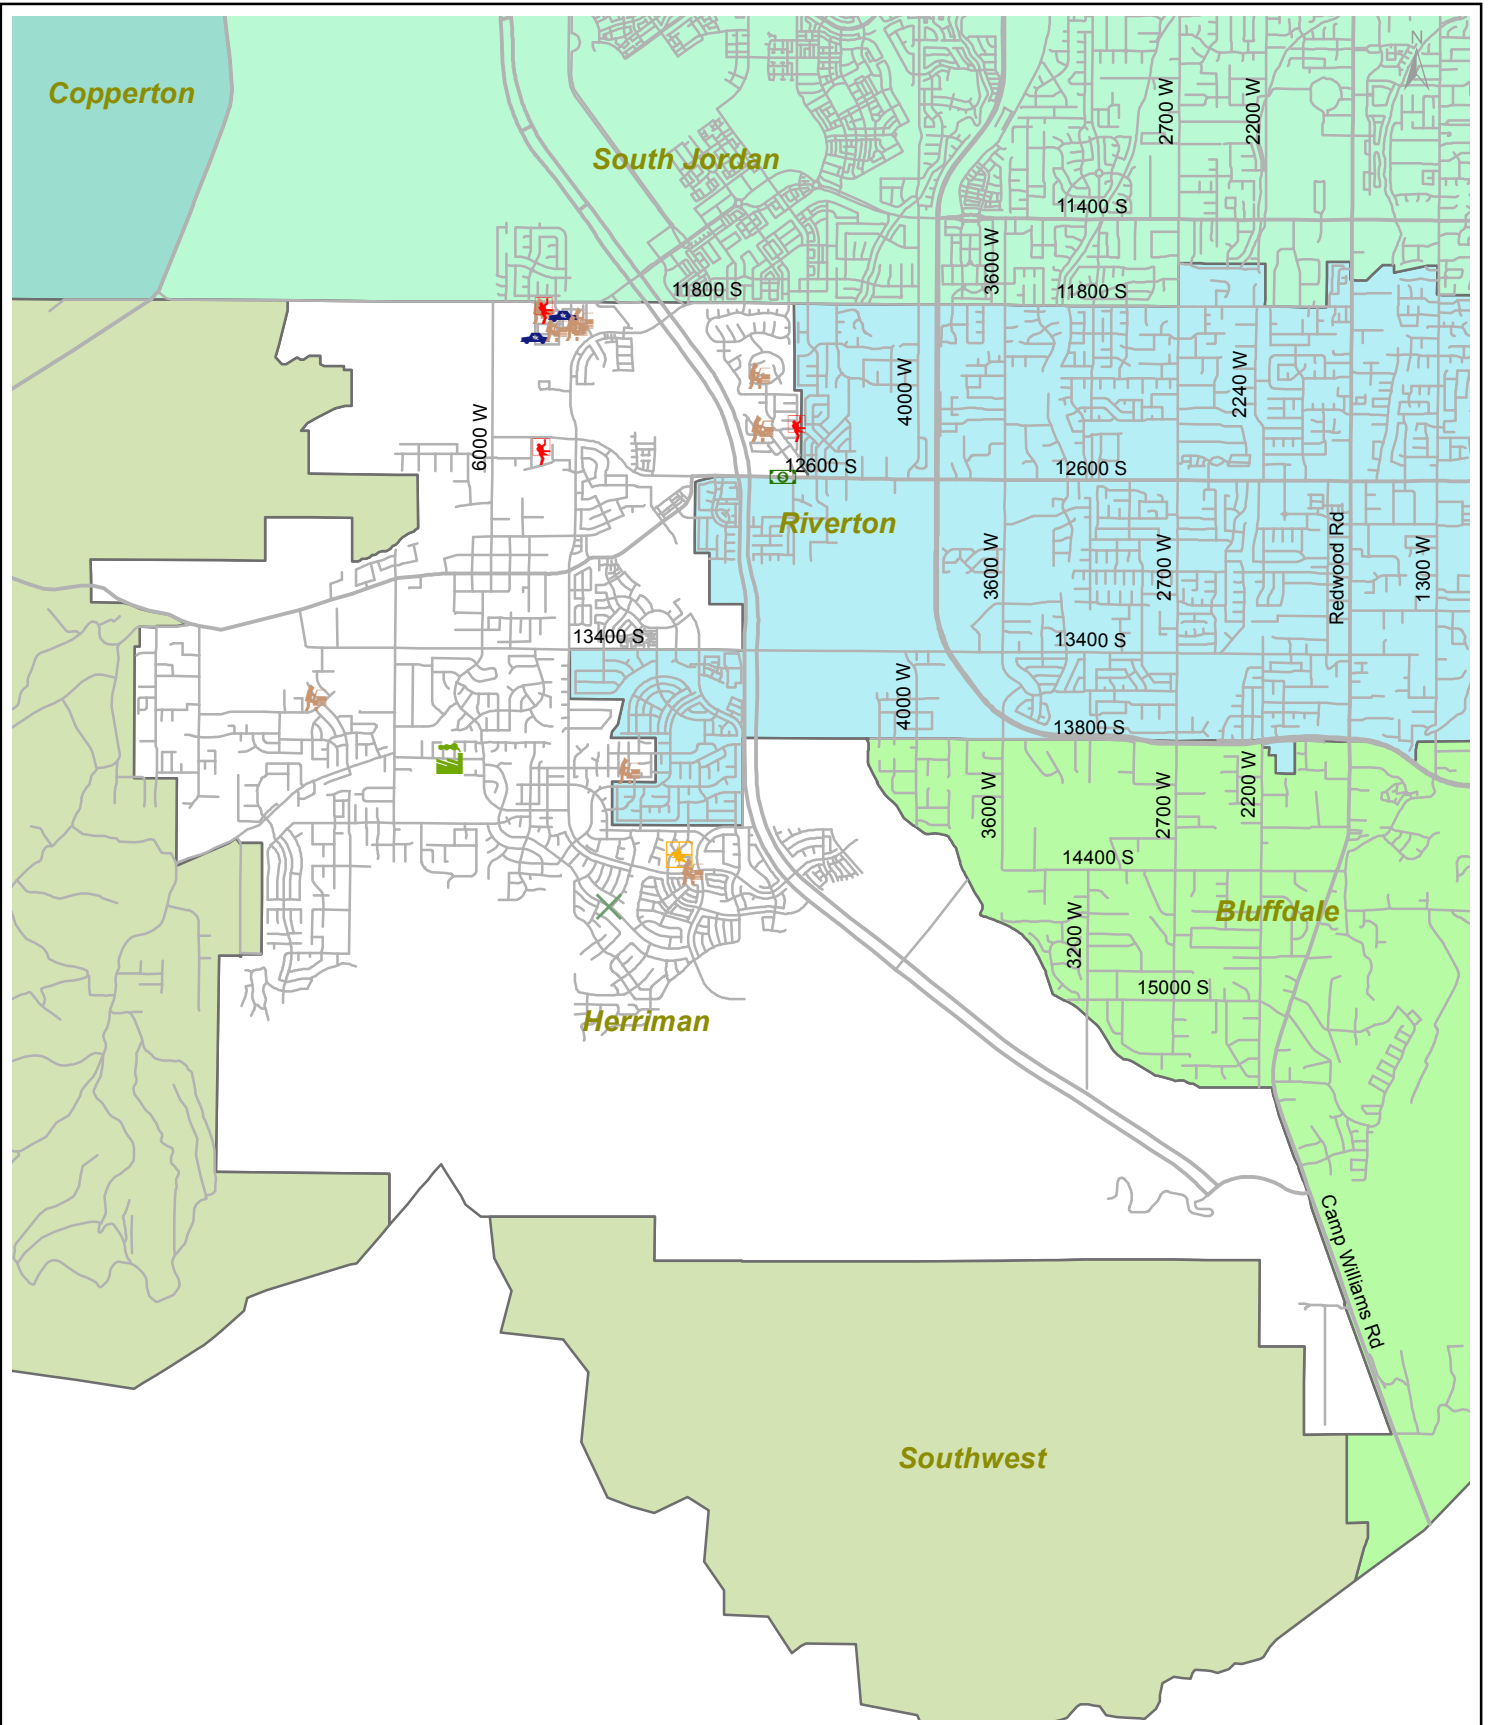 N
Copperton
2700 W
2200 W
South Jordan
11400 S
3600 W
11800 S
11800 S
4000 W
2240 W
6000 W
12600 S
12600 S
Riverton
3600 W
2700 W
Redwood Rd
1300 W
13400 S
13400 S
4000 W
13800 S
3600 W
2700 W
2200 W
14400 S
Bluffdale
3200 W
15000 S
Herriman
Camp Williams Rd
Southwest